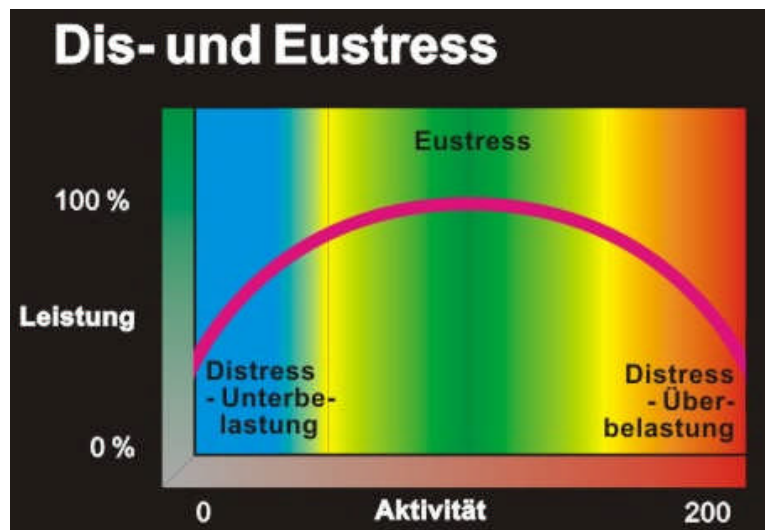 Dis- und Eustress
Eustress
100 %
Leistung
Distress
- Unterbe-
lastung
Distress
- Über-
belastung
0 %
0 Aktivität 200